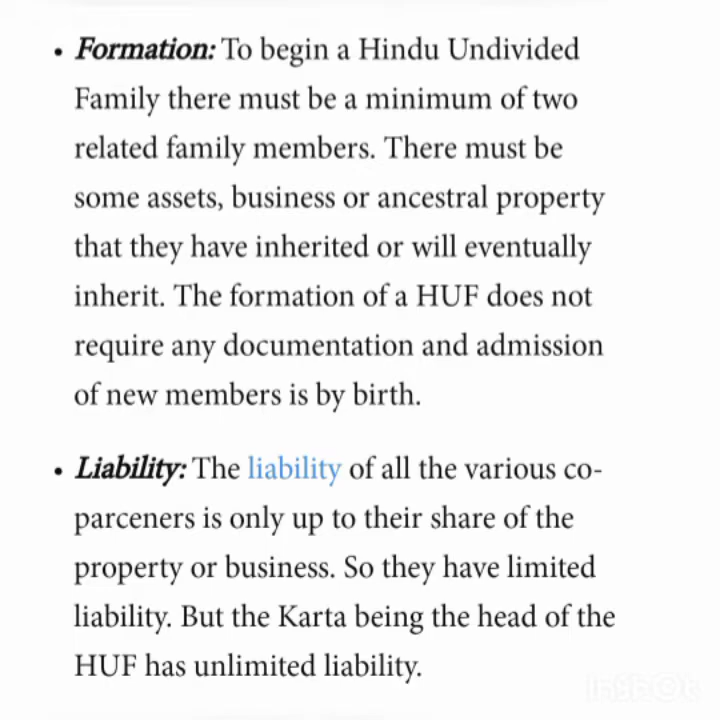 • Formation: To begin a Hindu Undivided
Family there must be a minimum of two
related family members. There must be
some assets, business or ancestral property
that they have inherited or will eventually
inherit. The formation of a HUF does not
require any documentation and admission
of new members is by birth.
• Liability: The liability of all the various co-
parceners is only up to their share of the
property or business. So they have limited
liability. But the Karta being the head of the
HUF has unlimited liability.